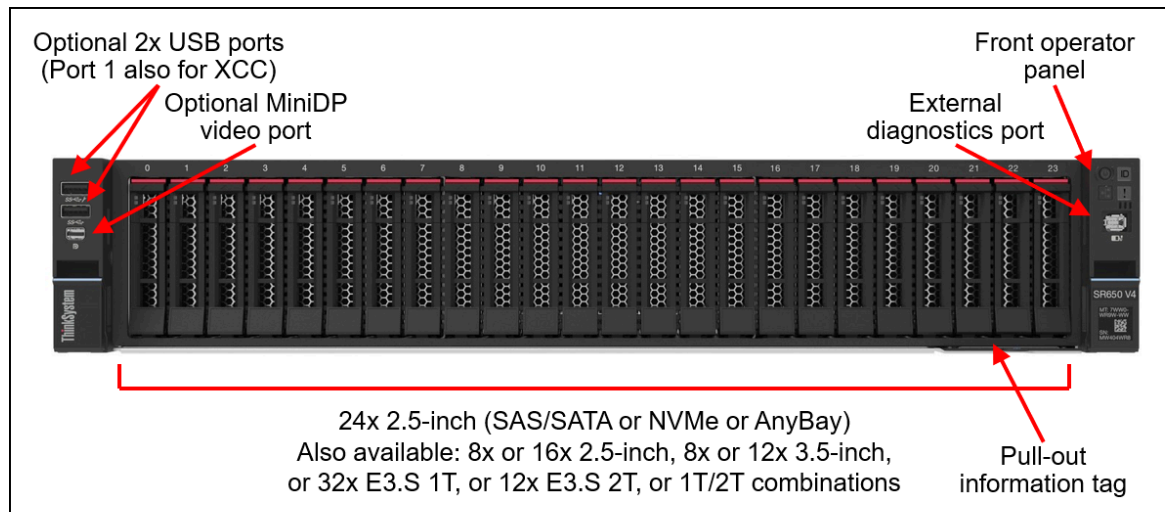 Optional 2x USB ports
(Port 1 also for XCC)
Optional MiniDP
video port
Front operator
panel
External
diagnostics port
0 1 2 3 4 5 6 7 8 9 10 11 12 13 14 15 16 17 18 19 20 21 22 23
ThinkSystem
SR650 V4
24x 2.5-inch (SAS/SATA or NVMe or AnyBay)
Also available: 8x or 16x 2.5-inch, 8x or 12x 3.5-inch,
or 32x E3.S 1T, or 12x E3.S 2T, or 1T/2T combinations
Pull-out
information tag